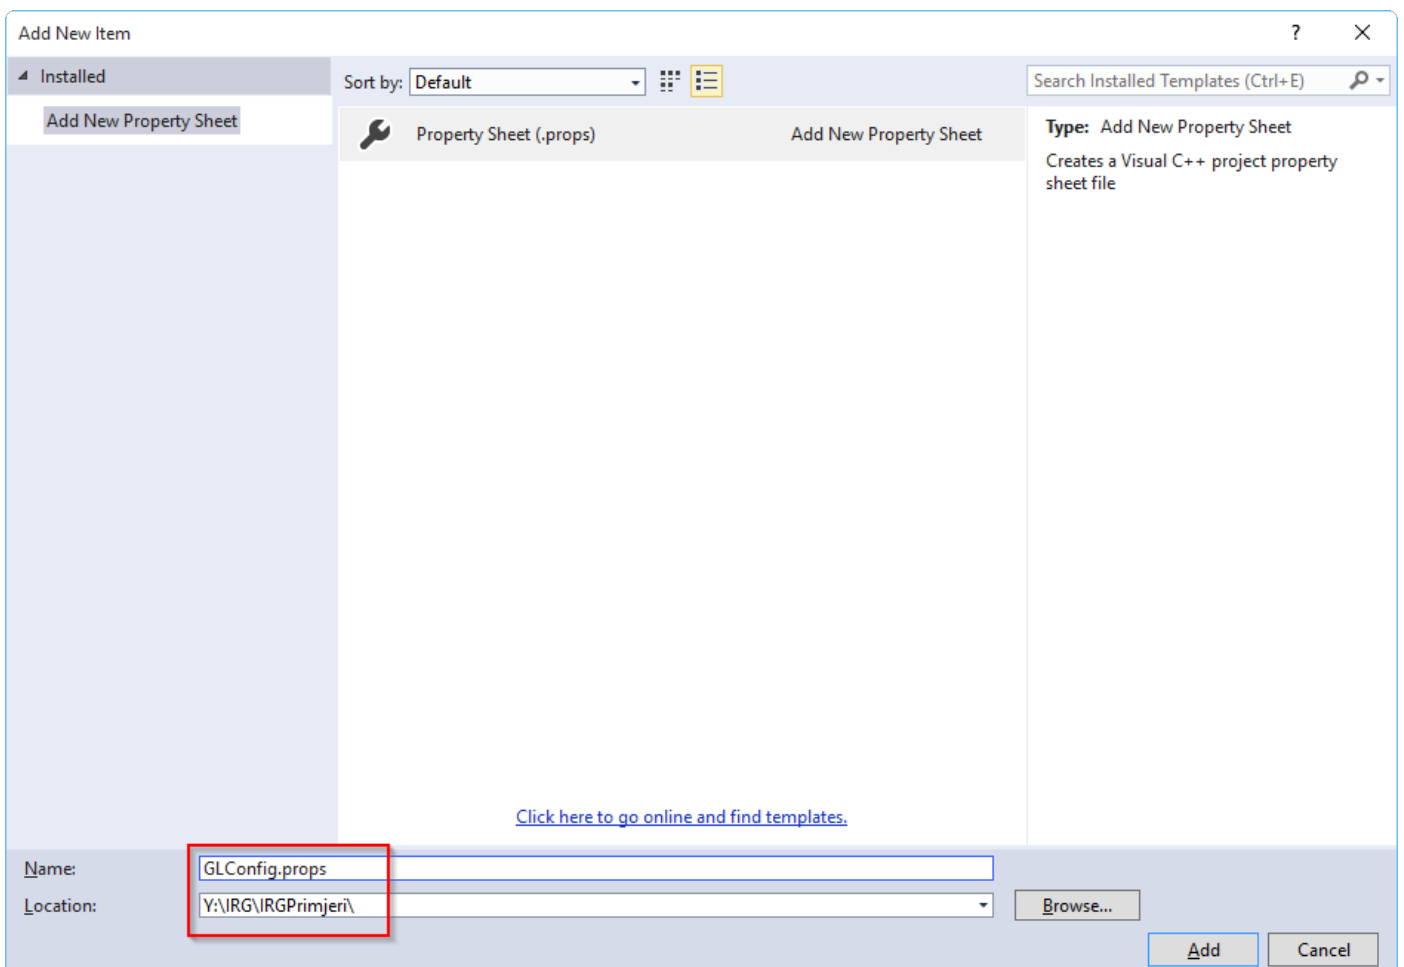 Add New Item
?
Installed
Sort by: Default
Search Installed Templates (Ctrl+E)
Add New Property Sheet
Property Sheet (.props) Add New Property Sheet
Type: Add New Property Sheet
Creates a Visual C++ project property
sheet file
Click here to go online and find templates.
Name: GLConfig.props
Location: Y:\IRG\IRGPrimjeri\ Browse...
Add Cancel